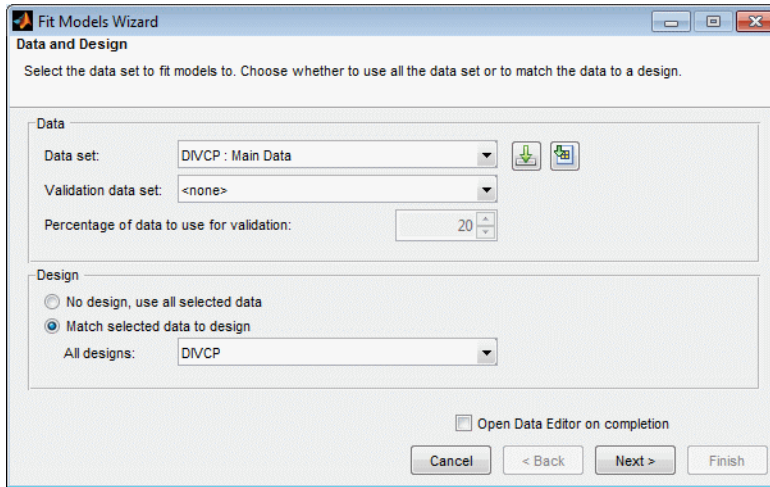 Fit Models Wizard
Data and Design
Select the data set to fit models to. Choose whether to use all the data set or to match the data to a design.
Data
Data set: DIVCP : Main Data
Validation data set: <none>
Percentage of data to use for validation: 20
Design
No design, use all selected data
Match selected data to design
All designs: DIVCP
Open Data Editor on completion
Cancel < Back Next > Finish